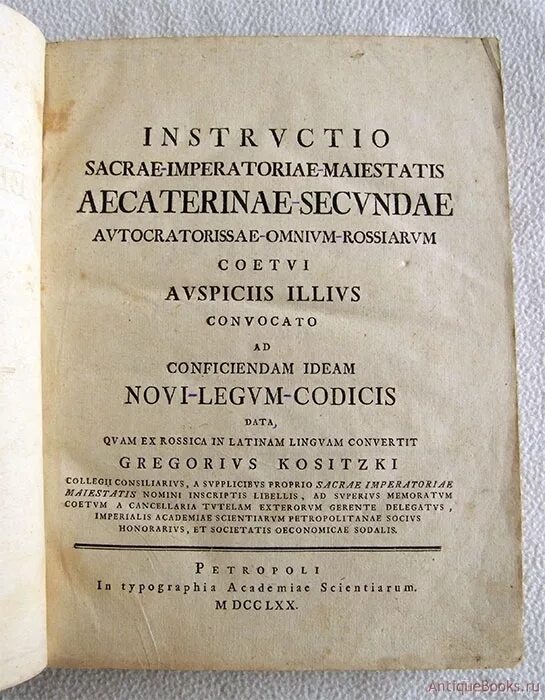 INSTRVCTIO
SACRAE-IMPERATORIAE-MAIESTATIS
AECATERINAE-SECVNDAE
AVTOCRATORISSAE-OMNIVM-ROSSIARVM
COETVI
AVSPICIIS ILLIVS
CONVOCATO
AD
CONFICIENDAM IDEAM
NOVI-LEGVM-CODICIS
DATA,
QVAM EX ROSSICA IN LATINAM LINGVAM CONVERTIT
GREGORIVS KOSITZKI
COLLEGII CONSILIARIVS, A SVPPLICIBVS PROPRIO SACRAE IMPERATORIAE
MAIESTATIS NOMINI INSCRIPTIS LIBELLIS, AD SVPERIVS MEMORATVM
COETVM A CANCELLARIA TVTELAM EXTERORVM GERENTE DELEGATVS,
IMPERIALIS ACADEMIAE SCIENTIARVM PETROPOLITANAE SOCIVS
HONORARIVS, ET SOCIETATIS OECONOMICAE SODALIS.
PETROPOLI
In typographia Academiae Scientiarum.
MDCCLXX.
AntiqueBooks.ru